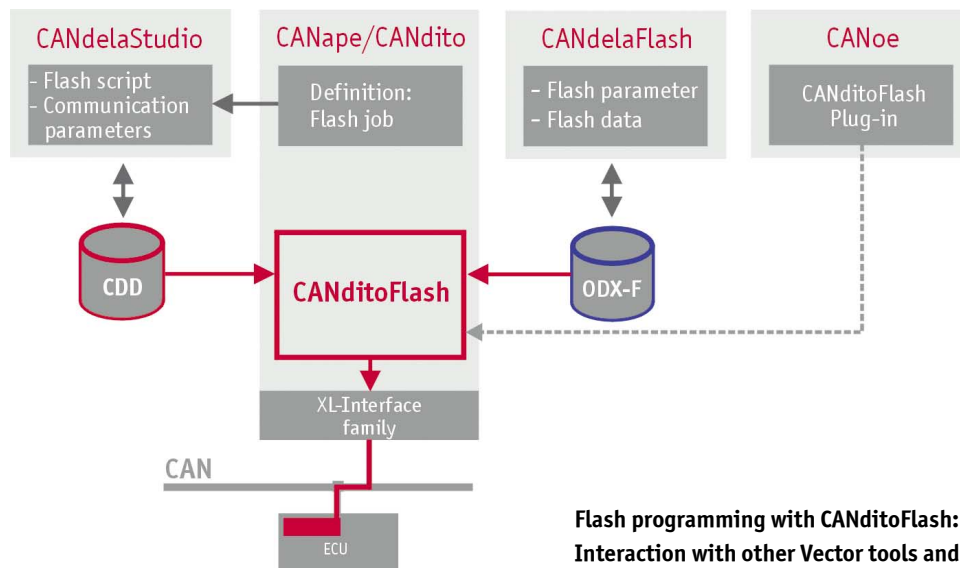 CANdelaStudio
- Flash script
- Communication
parameters
CANape/CANdito
Definition:
Flash job
CANdelaFlash
- Flash parameter
- Flash data
CANoe
CANditoFlash
Plug-in
CDD
CANditoFlash
ODX-F
XL-Interface
family
CAN
ECU
Flash programming with CANditoFlash:
Interaction with other Vector tools and